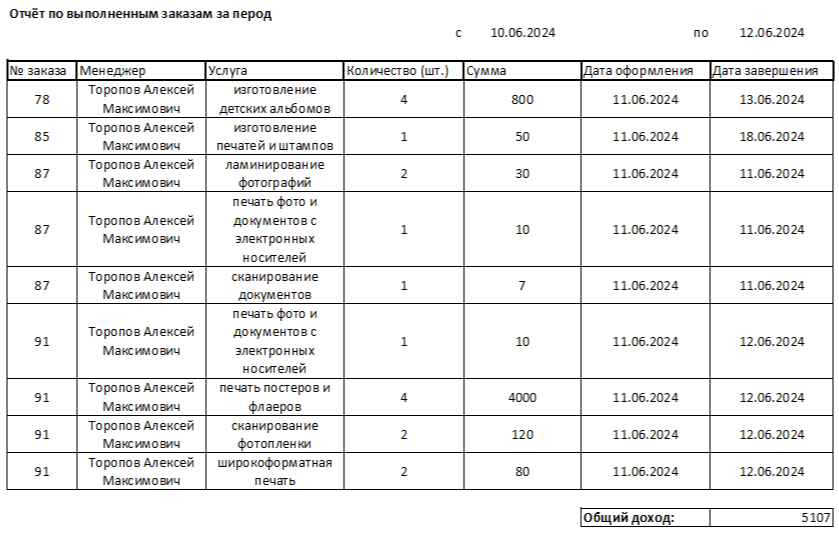 Отчёт по выполненным заказам за перод
с 10.06.2024 по 12.06.2024
№ заказа Менеджер Услуга Количество (шт.) Сумма Дата оформления Дата завершения
78 Торопов Алексей Максимович изготовление детских альбомов 4 800 11.06.2024 13.06.2024
85 Торопов Алексей Максимович изготовление печатей и штампов 1 50 11.06.2024 18.06.2024
87 Торопов Алексей Максимович ламинирование фотографий 2 30 11.06.2024 11.06.2024
87 Торопов Алексей Максимович печать фото и документов с электронных носителей 1 10 11.06.2024 11.06.2024
87 Торопов Алексей Максимович сканирование документов 1 7 11.06.2024 11.06.2024
91 Торопов Алексей Максимович печать фото и документов с электронных носителей 1 10 11.06.2024 12.06.2024
91 Торопов Алексей Максимович печать постеров и флаеров 4 4000 11.06.2024 12.06.2024
91 Торопов Алексей Максимович сканирование фотопленки 2 120 11.06.2024 12.06.2024
91 Торопов Алексей Максимович широкоформатная печать 2 80 11.06.2024 12.06.2024
Общий доход: 5107